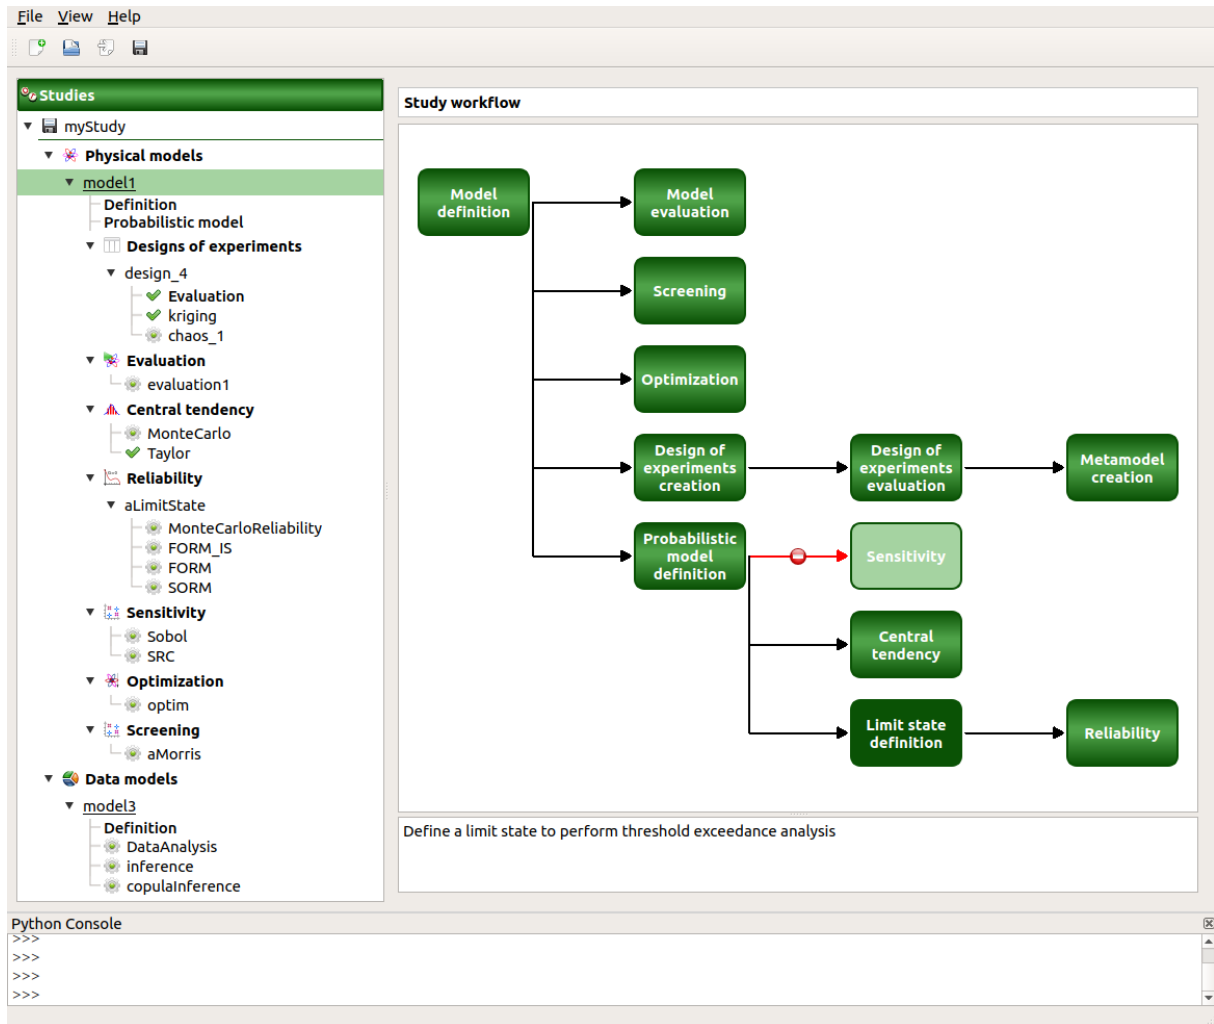 File View Help
Studies
myStudy
Physical models
model1
Definition
Probabilistic model
Designs of experiments
design_4
Evaluation
kriging
chaos_1
Evaluation
evaluation1
Central tendency
MonteCarlo
Taylor
Reliability
aLimitState
MonteCarloReliability
FORM_IS
FORM
SORM
Sensitivity
Sobol
SRC
Optimization
optim
Screening
aMorris
Data models
model3
Definition
DataAnalysis
inference
copulaInference
Study workflow
Model
definition
Model
evaluation
Screening
Optimization
Design of
experiments
creation
Design of
experiments
evaluation
Metamodel
creation
Probabilistic
model
definition
Sensitivity
Central
tendency
Limit state
definition
Reliability
Define a limit state to perform threshold exceedance analysis
Python Console
>>>
>>>
>>>
>>>